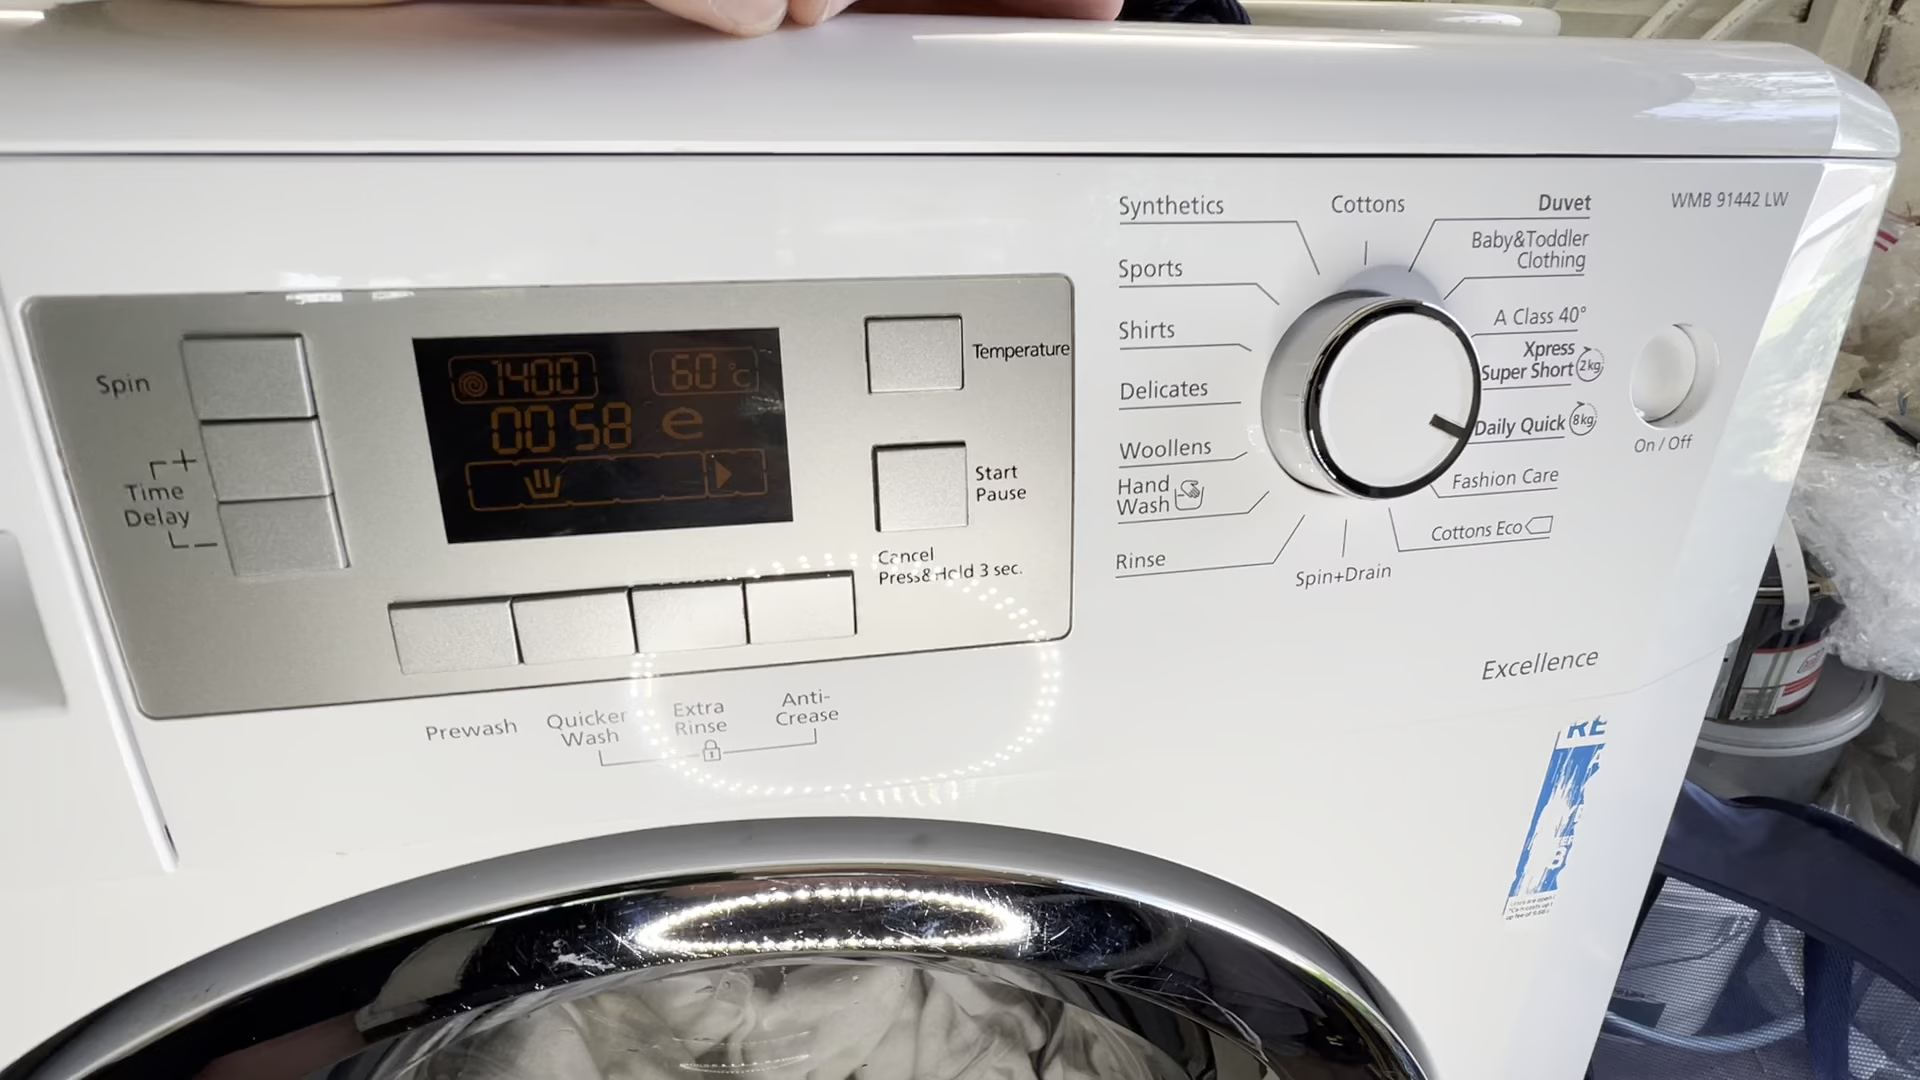 Synthetics
Cottons
Duvet
WMB 91442 LW
Baby&Toddler
Clothing
Sports
A Class 40°
Shirts
Xpress
Super Short 2kg
Delicates
Daily Quick 8kg
On / Off
Woollens
Fashion Care
Hand
Wash
Cottons Eco
Rinse
Spin+Drain
Excellence
Spin
+
Time
Delay
−
1400
60 °C
00 58 e
Temperature
Start
Pause
Cancel
Press&Hold 3 sec.
Prewash
Quicker
Wash
Extra
Rinse
Anti-
Crease
RE